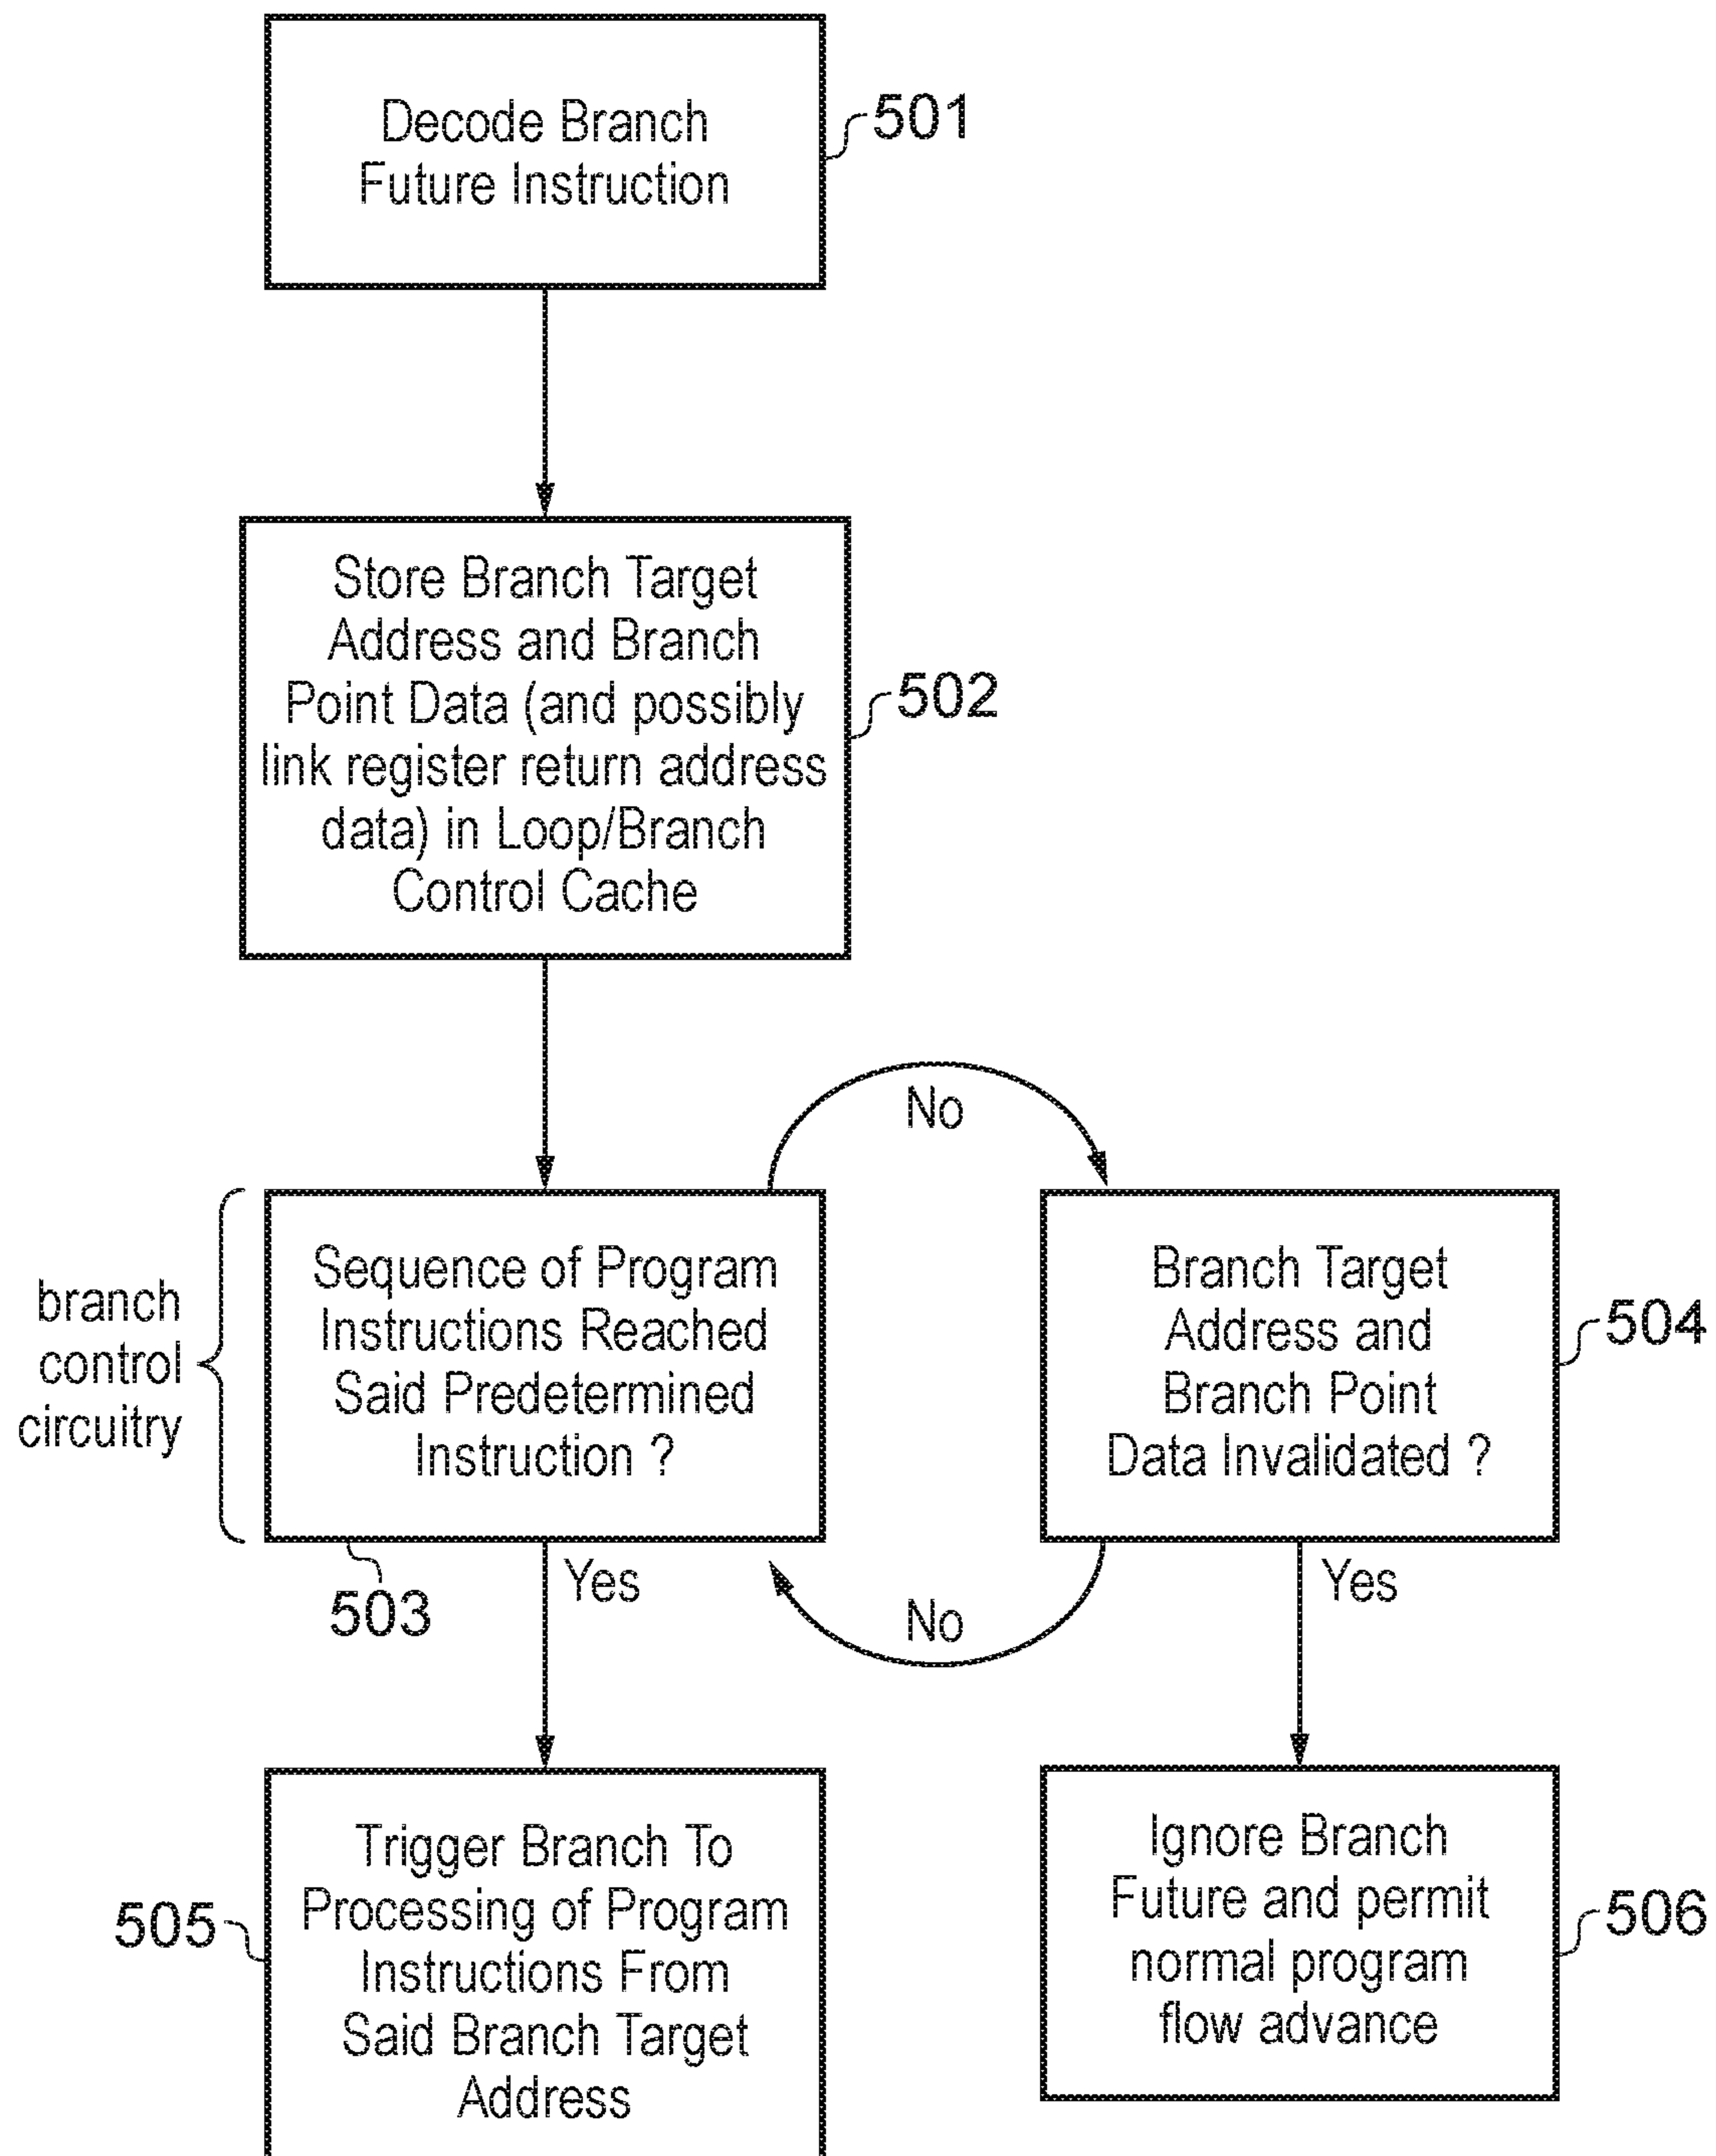 Decode Branch
Future Instruction
501
Store Branch Target
Address and Branch
Point Data (and possibly
link register return address
data) in Loop/Branch
Control Cache
502
No
branch
control
circuitry
Sequence of Program
Instructions Reached
Said Predetermined
Instruction ?
503
Branch Target
Address and
Branch Point
Data Invalidated ?
504
Yes
No
Yes
Trigger Branch To
Processing of Program
Instructions From
Said Branch Target
Address
505
Ignore Branch
Future and permit
normal program
flow advance
506